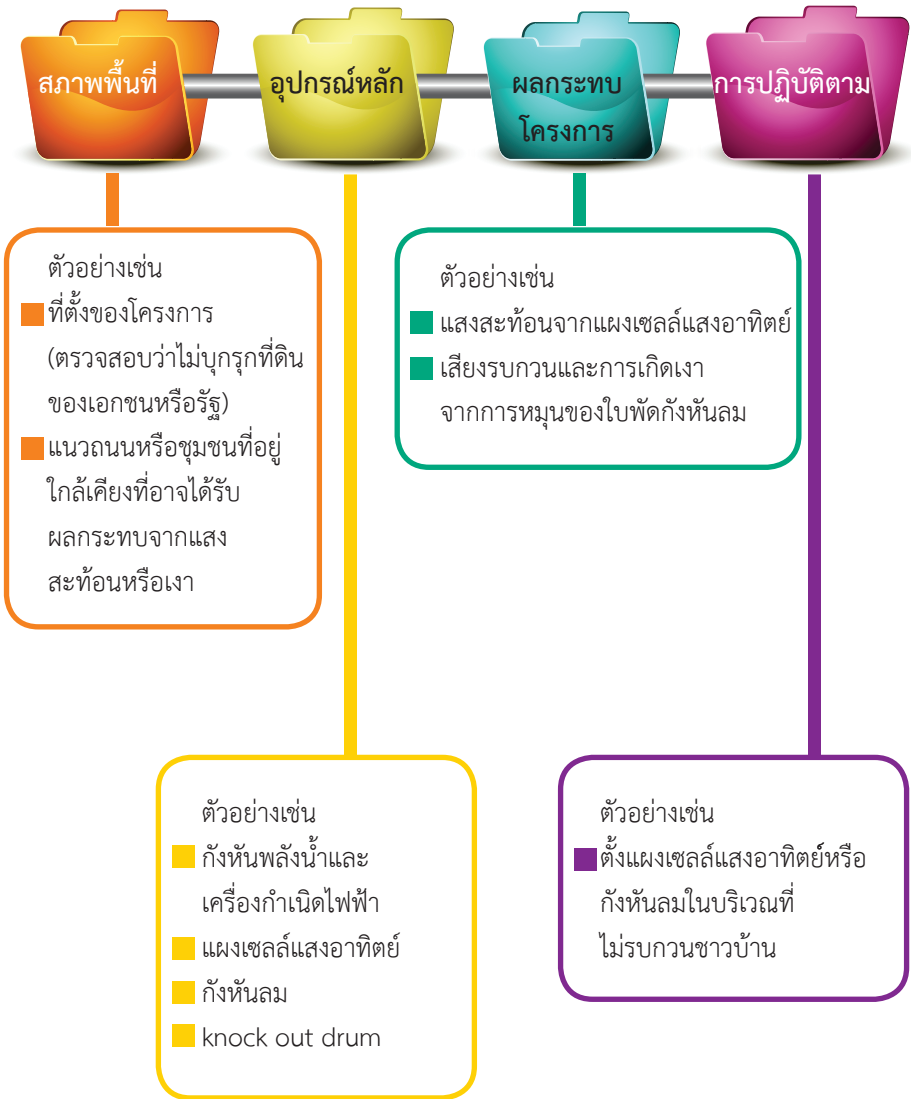 สภาพพื้นที่
อุปกรณ์หลัก
ผลกระทบ
โครงการ
การปฏิบัติตาม
ตัวอย่างเช่น
ที่ตั้งของโครงการ
(ตรวจสอบว่าไม่บุกรุกที่ดิน
ของเอกชนหรือรัฐ)
แนวถนนหรือชุมชนที่อยู่
ใกล้เคียงที่อาจได้รับ
ผลกระทบจากแสง
สะท้อนหรือเงา
ตัวอย่างเช่น
แสงสะท้อนจากแผงเซลล์แสงอาทิตย์
เสียงรบกวนและการเกิดเงา
จากการหมุนของใบพัดกังหันลม
ตัวอย่างเช่น
กังหันพลังน้ำและ
เครื่องกำเนิดไฟฟ้า
แผงเซลล์แสงอาทิตย์
กังหันลม
knock out drum
ตัวอย่างเช่น
ตั้งแผงเซลล์แสงอาทิตย์หรือ
กังหันลมในบริเวณที่
ไม่รบกวนชาวบ้าน